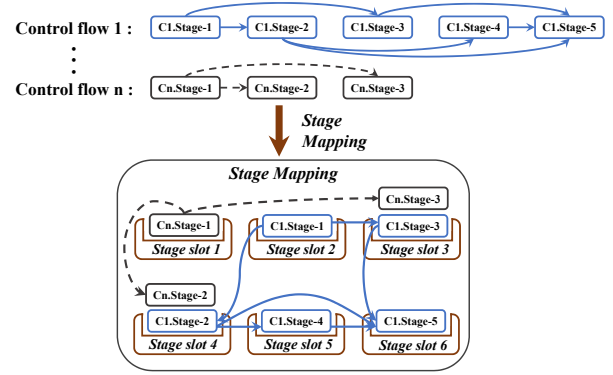 Control flow 1 : C1.Stage-1 C1.Stage-2 C1.Stage-3 C1.Stage-4 C1.Stage-5
Control flow n : Cn.Stage-1 Cn.Stage-2 Cn.Stage-3
Stage
Mapping
Stage Mapping
Cn.Stage-3
Cn.Stage-1 C1.Stage-1 C1.Stage-3
Stage slot 1 Stage slot 2 Stage slot 3
Cn.Stage-2
C1.Stage-2 C1.Stage-4 C1.Stage-5
Stage slot 4 Stage slot 5 Stage slot 6